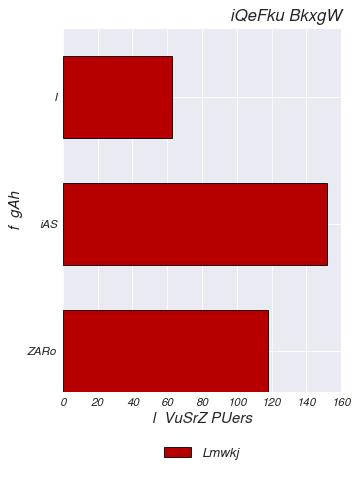 iQeFku BkxgW
f  gAh
I
iAS
ZARo
0 20 40 60 80 100 120 140 160
I  VuSrZ PUers
Lmwkj